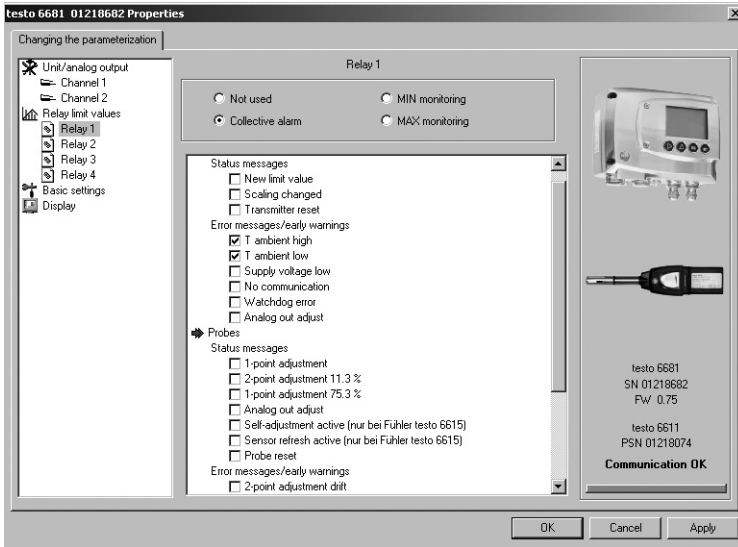 testo 6681 01218682 Properties
Changing the parameterization
Unit/analog output
Channel 1
Channel 2
Relay limit values
Relay 1
Relay 2
Relay 3
Relay 4
Basic settings
Display
Relay 1
Not used
MIN monitoring
Collective alarm
MAX monitoring
Status messages
New limit value
Scaling changed
Transmitter reset
Error messages/early warnings
T ambient high
T ambient low
Supply voltage low
No communication
Watchdog error
Analog out adjust
Probes
Status messages
1-point adjustment
2-point adjustment 11.3 %
1-point adjustment 75.3 %
Analog out adjust
Self-adjustment active (nur bei Fühler testo 6615)
Sensor refresh active (nur bei Fühler testo 6615)
Probe reset
Error messages/early warnings
2-point adjustment drift
testo 6681
SN 01218682
FW 0.75
testo 6611
PSN 01218074
Communication OK
OK
Cancel
Apply